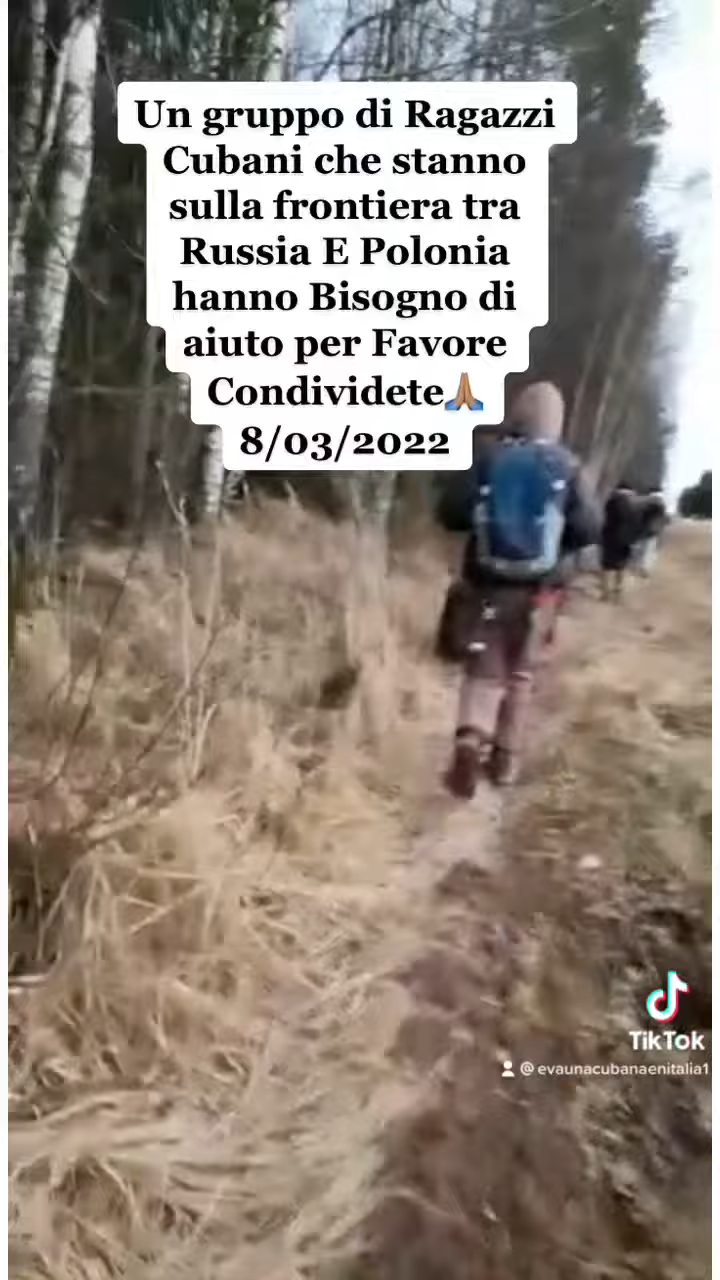 Un gruppo di Ragazzi
Cubani che stanno
sulla frontiera tra
Russia E Polonia
hanno Bisogno di
aiuto per Favore
Condividete🙏🏽
8/03/2022
TikTok
@evaunacubanaenitalia1